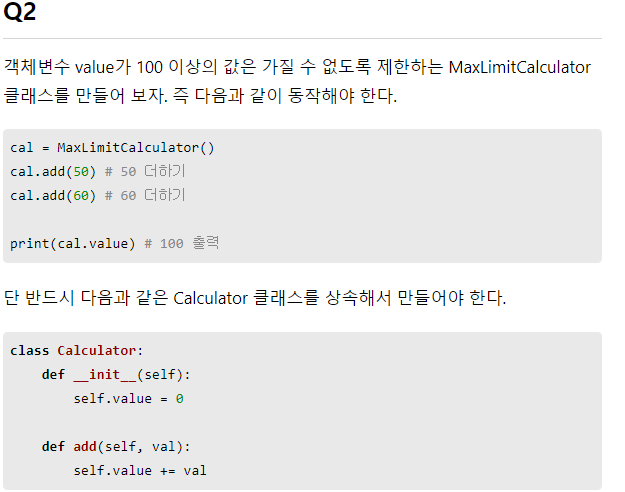 Q2
객체변수 value가 100 이상의 값은 가질 수 없도록 제한하는 MaxLimitCalculator
클래스를 만들어 보자. 즉 다음과 같이 동작해야 한다.
cal = MaxLimitCalculator()
cal.add(50) # 50 더하기
cal.add(60) # 60 더하기
print(cal.value) # 100 출력
단 반드시 다음과 같은 Calculator 클래스를 상속해서 만들어야 한다.
class Calculator:
    def __init__(self):
        self.value = 0
    def add(self, val):
        self.value += val